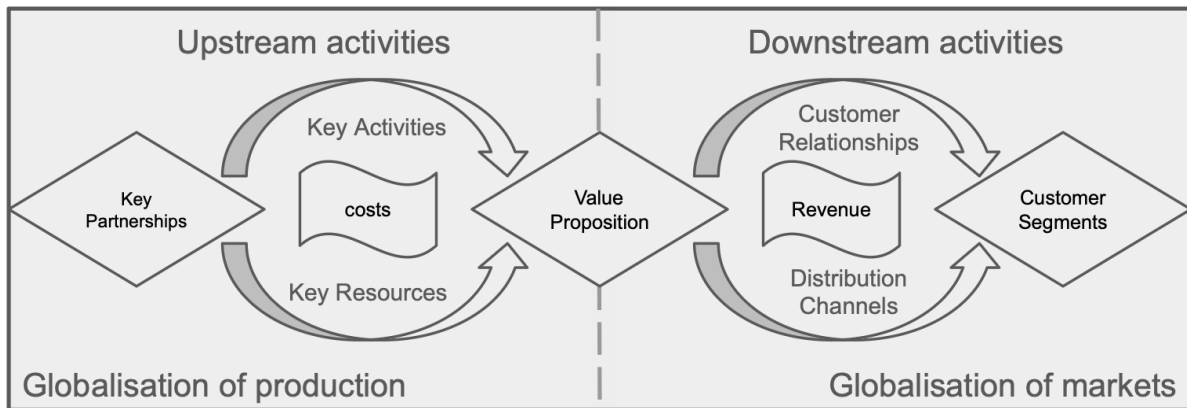 Upstream activities
Downstream activities
Key Activities
Customer
Relationships
Key
Partnerships
costs
Value
Proposition
Revenue
Customer
Segments
Key Resources
Distribution
Channels
Globalisation of production
Globalisation of markets